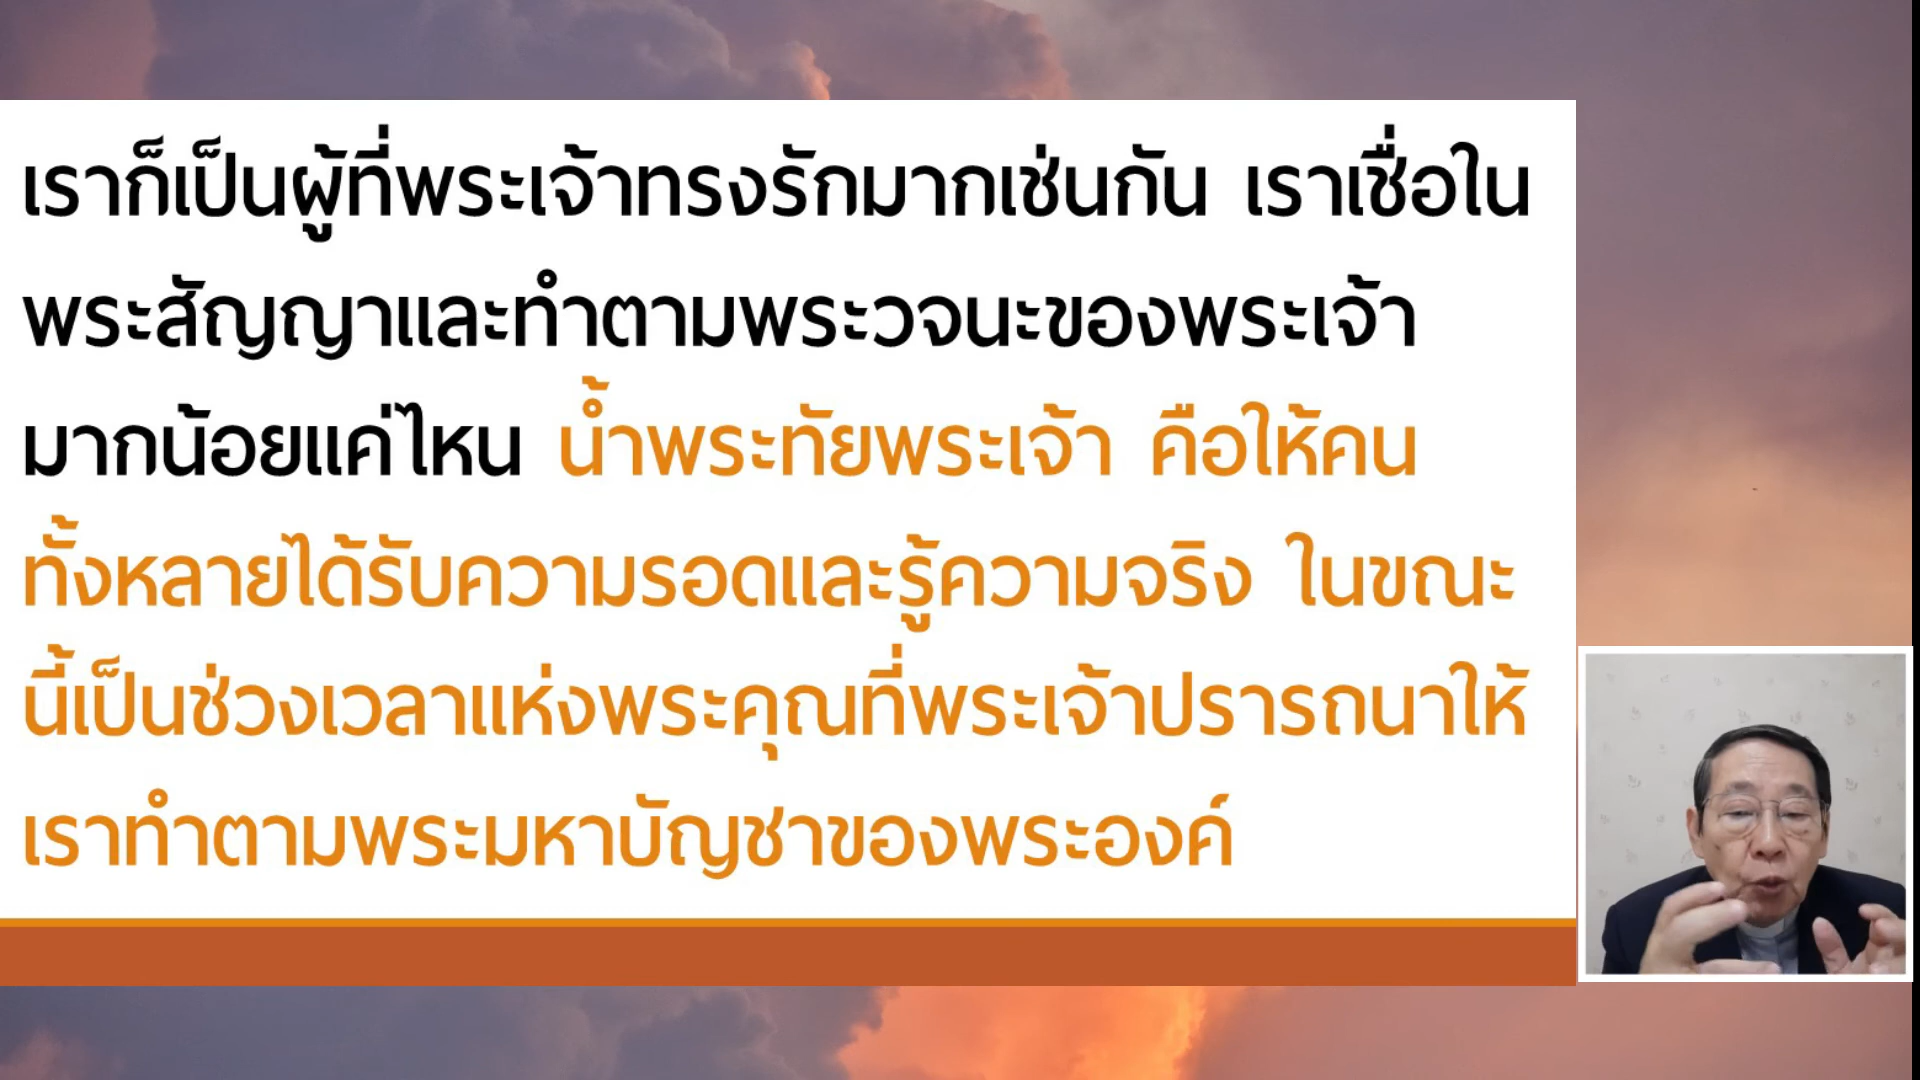 เราก็เป็นผู้ที่พระเจ้าทรงรักมากเช่นกัน เราเชื่อใน
พระสัญญาและทำตามพระวจนะของพระเจ้า
มากน้อยแค่ไหน น้ำพระทัยพระเจ้า คือให้คน
ทั้งหลายได้รับความรอดและรู้ความจริง ในขณะ
นี้เป็นช่วงเวลาแห่งพระคุณที่พระเจ้าปรารถนาให้
เราทำตามพระมหาบัญชาของพระองค์